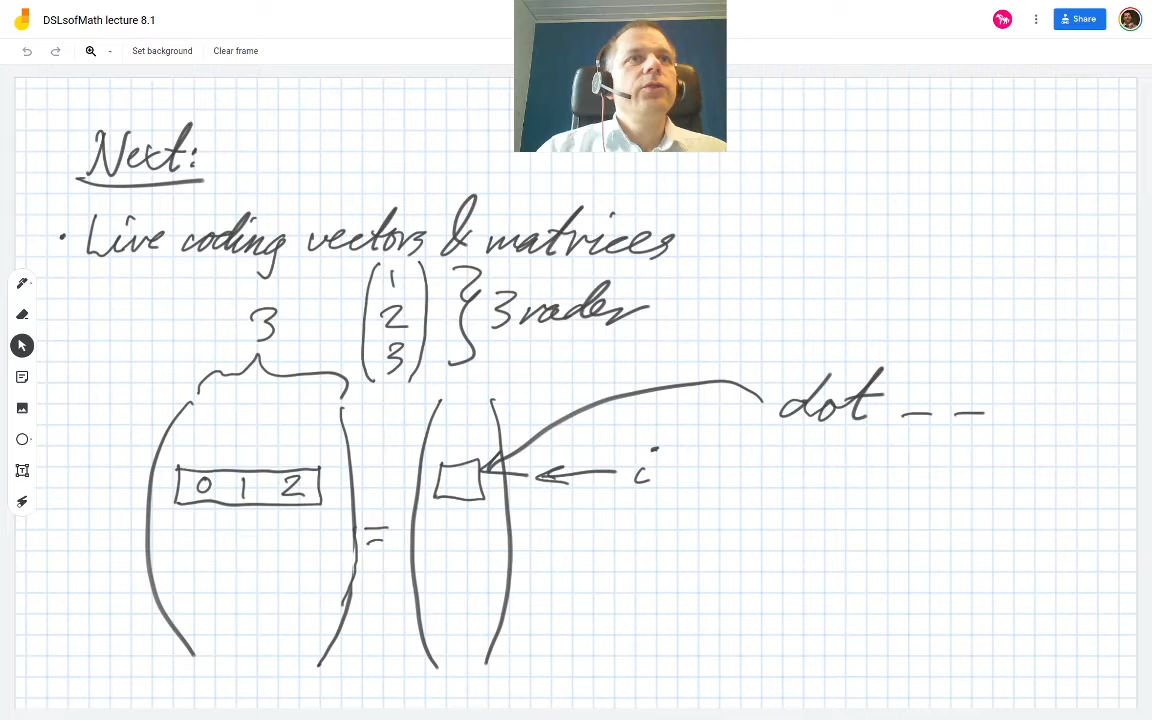 DSLsofMath lecture 8.1
Share
Set background
Clear frame
Next:
• Live coding vectors & matrices
3
1
2
3
3 rader
dot _ _
0 1 2
=
i